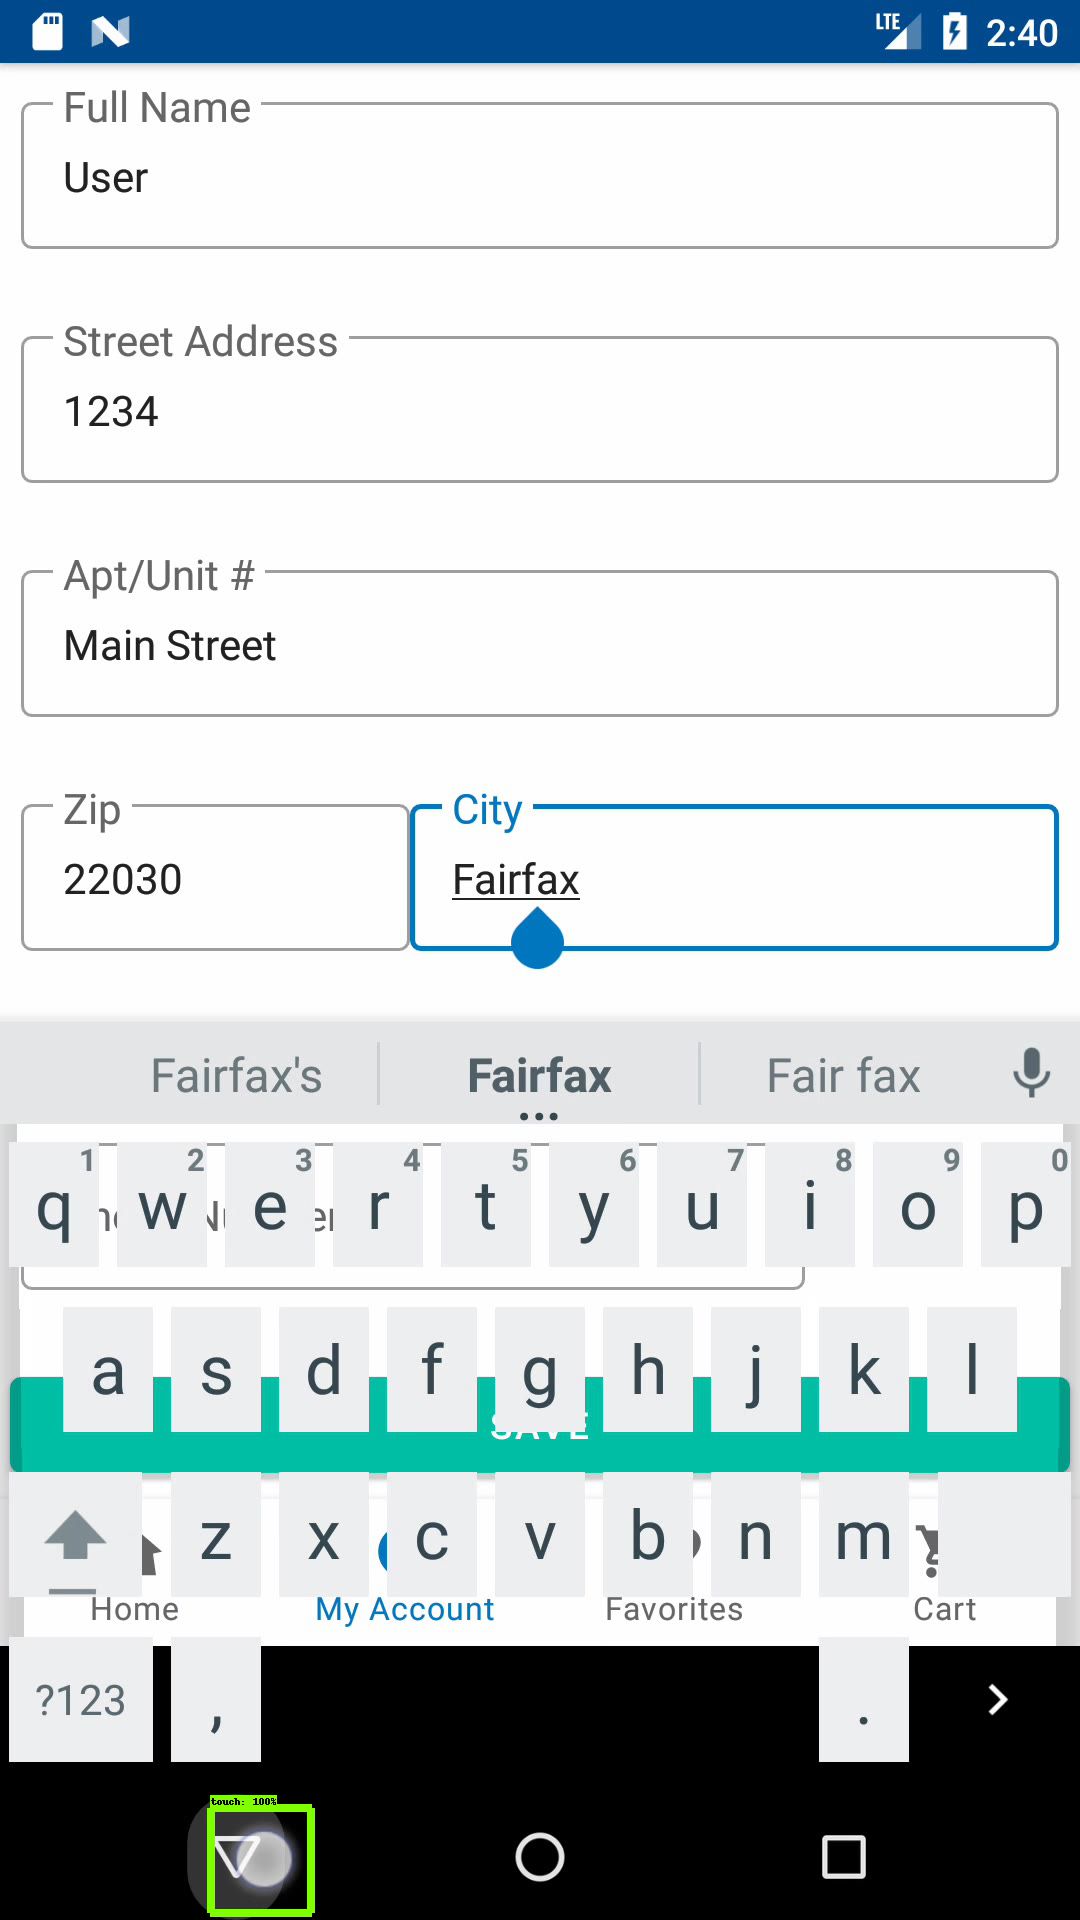 LTE 2:40
Full Name
User
Street Address
1234
Apt/Unit #
Main Street
Zip City
22030 Fairfax
Fairfax's Fairfax Fair fax
1 2 3 4 5 6 7 8 9 0
q w e r t y u i o p
a s d f g h j k l
SAVE
z x c v b n m
Home My Account Favorites Cart
?123 , .
touch: 100%